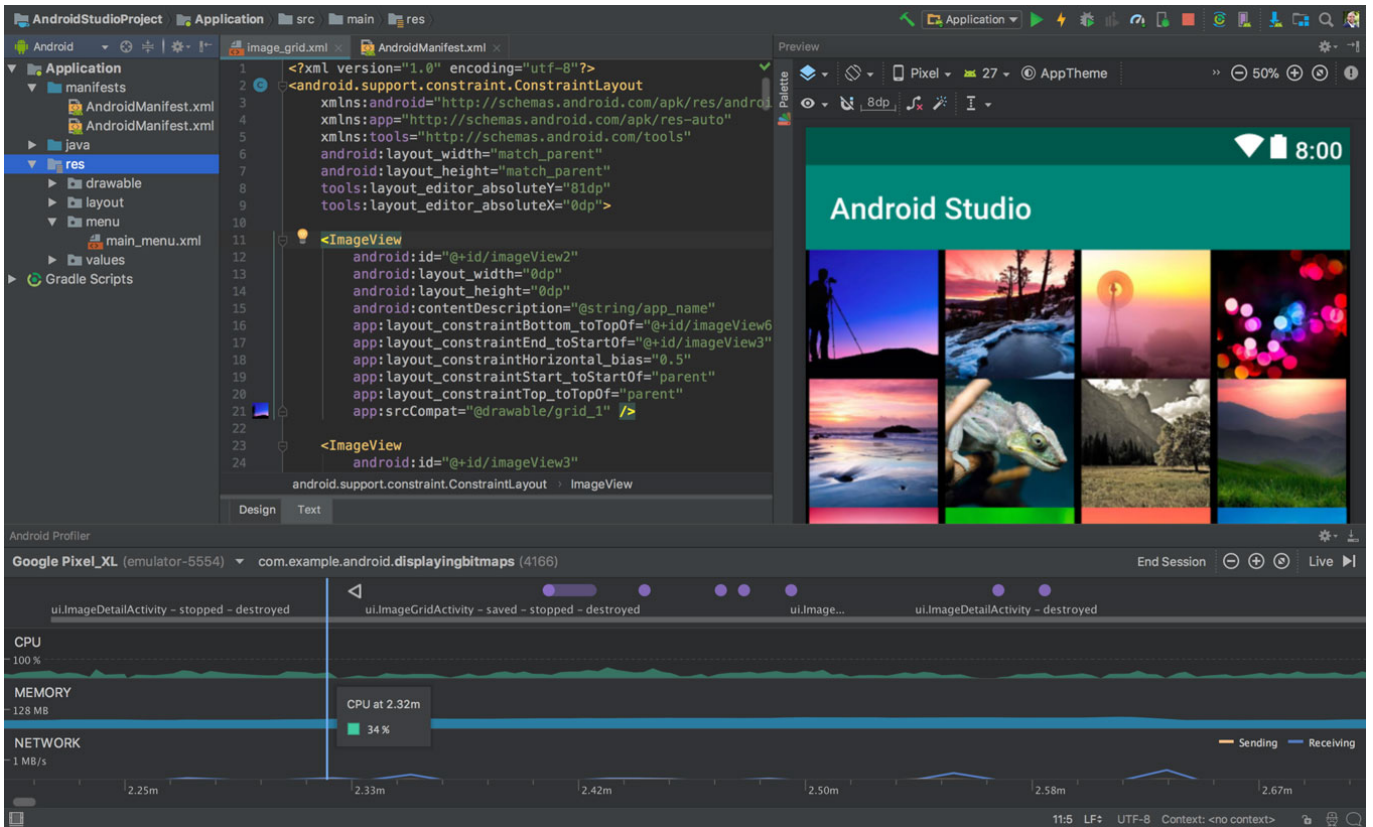 AndroidStudioProject Application src main res Application
Android image_grid.xml AndroidManifest.xml Preview
Application
manifests
AndroidManifest.xml
AndroidManifest.xml
java
res
drawable
layout
menu
main_menu.xml
values
Gradle Scripts
1 <?xml version="1.0" encoding="utf-8"?>
2 <android.support.constraint.ConstraintLayout
3 xmlns:android="http://schemas.android.com/apk/res/androi
4 xmlns:app="http://schemas.android.com/apk/res-auto"
5 xmlns:tools="http://schemas.android.com/tools"
6 android:layout_width="match_parent"
7 android:layout_height="match_parent"
8 tools:layout_editor_absoluteY="81dp"
9 tools:layout_editor_absoluteX="0dp">
10
11 <ImageView
12 android:id="@+id/imageView2"
13 android:layout_width="0dp"
14 android:layout_height="0dp"
15 android:contentDescription="@string/app_name"
16 app:layout_constraintBottom_toTopOf="@+id/imageView6
17 app:layout_constraintEnd_toStartOf="@+id/imageView3"
18 app:layout_constraintHorizontal_bias="0.5"
19 app:layout_constraintStart_toStartOf="parent"
20 app:layout_constraintTop_toTopOf="parent"
21 app:srcCompat="@drawable/grid_1" />
22
23 <ImageView
24 android:id="@+id/imageView3"
android.support.constraint.ConstraintLayout › ImageView
Design Text
Palette
Pixel 27 AppTheme » 50%
8dp
8:00
Android Studio
Android Profiler
Google Pixel_XL (emulator-5554) com.example.android.displayingbitmaps (4166) End Session Live
ui.ImageDetailActivity – stopped – destroyed ui.ImageGridActivity – saved – stopped – destroyed ui.Image... ui.ImageDetailActivity – destroyed
CPU
100 %
MEMORY
128 MB
CPU at 2.32m
34 %
NETWORK Sending Receiving
1 MB/s
2.25m 2.33m 2.42m 2.50m 2.58m 2.67m
11:5 LF UTF-8 Context: <no context>